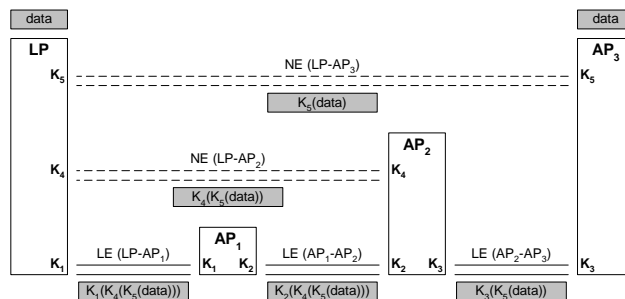 data data
LP AP₃
NE (LP-AP₃)
K₅ K₅
K₅(data)
AP₂
NE (LP-AP₂)
K₄ K₄
K₄(K₅(data))
AP₁
LE (LP-AP₁) LE (AP₁-AP₂) LE (AP₂-AP₃)
K₁ K₁ K₂ K₂ K₃ K₃
K₁(K₄(K₅(data))) K₂(K₄(K₅(data))) K₃(K₅(data))